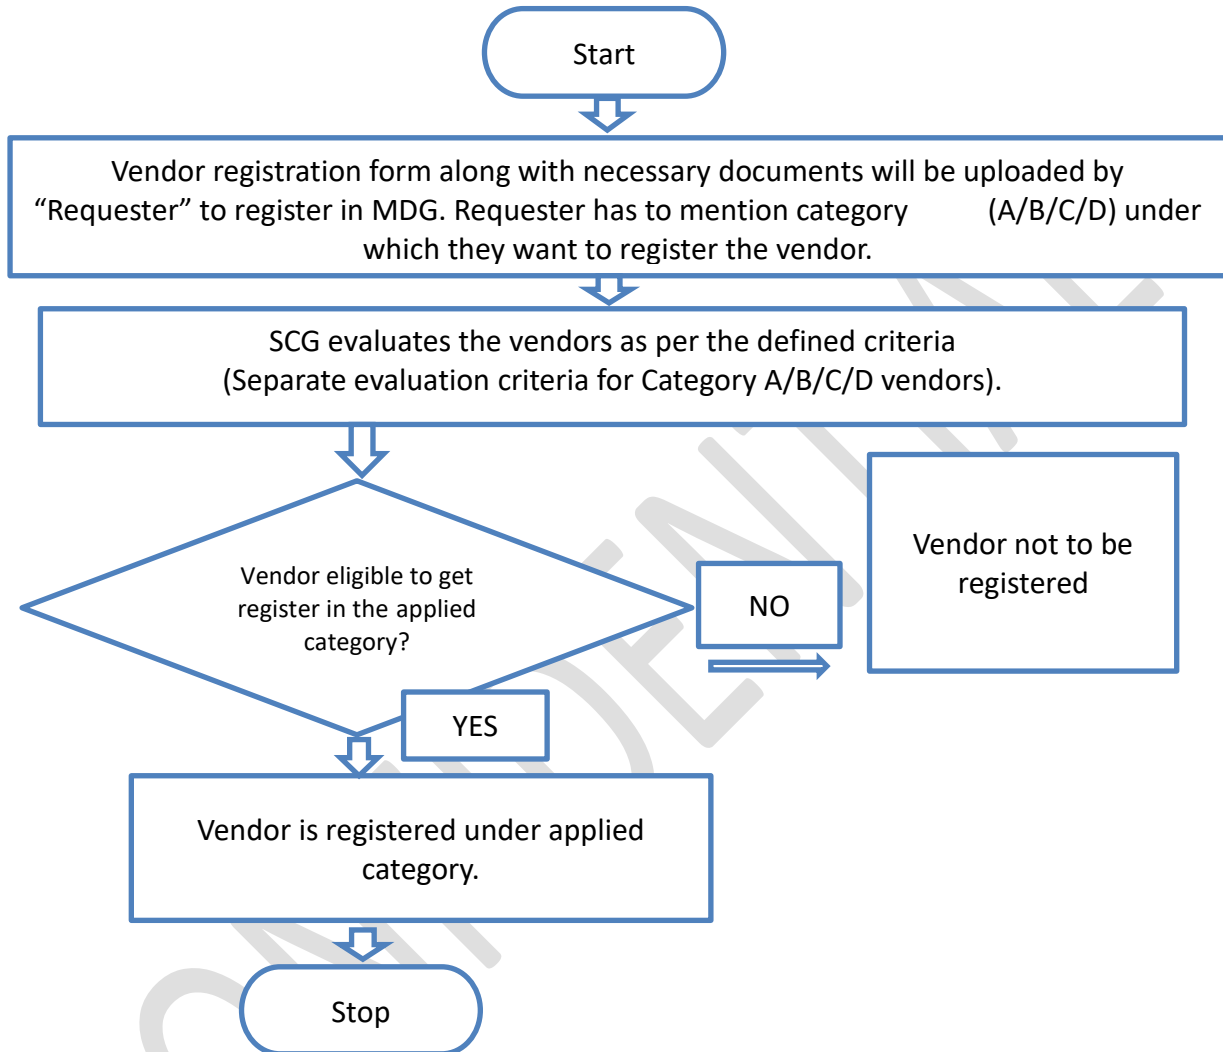 Start
Vendor registration form along with necessary documents will be uploaded by
“Requester” to register in MDG. Requester has to mention category (A/B/C/D) under
which they want to register the vendor.
SCG evaluates the vendors as per the defined criteria
(Separate evaluation criteria for Category A/B/C/D vendors).
Vendor eligible to get
register in the applied
category?
NO
Vendor not to be
registered
YES
Vendor is registered under applied
category.
Stop